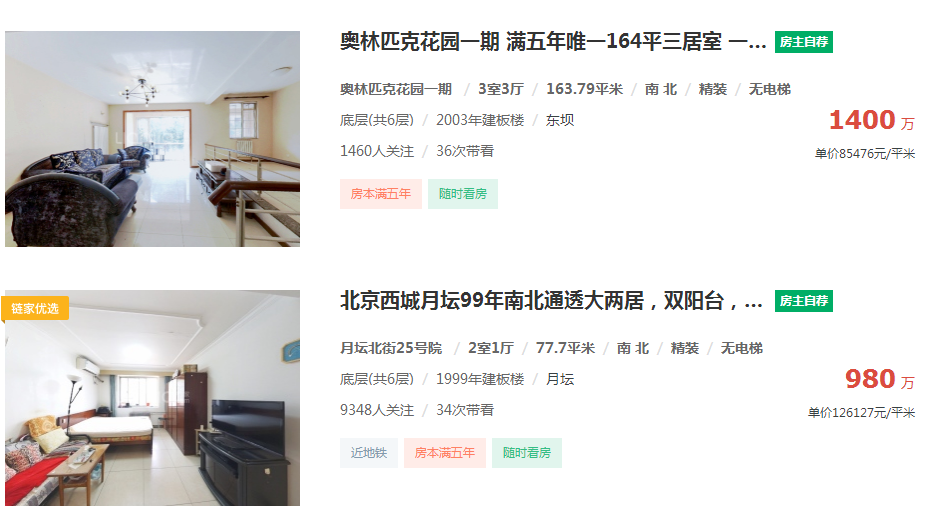 奥林匹克花园一期 满五年唯一164平三居室 一... 房主自荐
奥林匹克花园一期 / 3室3厅 / 163.79平米 / 南 北 / 精装 / 无电梯
1400 万
底层(共6层) / 2003年建板楼 / 东坝
单价85476元/平米
1460人关注 / 36次带看
房本满五年 随时看房
链家优选
北京西城月坛99年南北通透大两居，双阳台，... 房主自荐
月坛北街25号院 / 2室1厅 / 77.7平米 / 南 北 / 精装 / 无电梯
980 万
底层(共6层) / 1999年建板楼 / 月坛
单价126127元/平米
9348人关注 / 34次带看
近地铁 房本满五年 随时看房